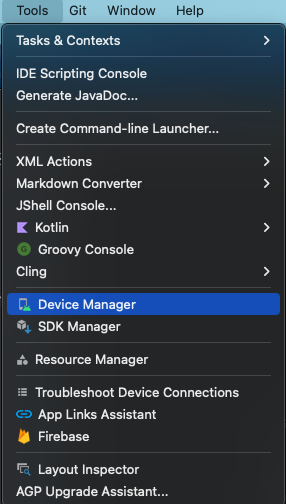 Tools Git Window Help
Tasks & Contexts
IDE Scripting Console
Generate JavaDoc...
Create Command-line Launcher...
XML Actions
Markdown Converter
JShell Console...
Kotlin
G Groovy Console
Cling
Device Manager
SDK Manager
Resource Manager
Troubleshoot Device Connections
App Links Assistant
Firebase
Layout Inspector
AGP Upgrade Assistant...